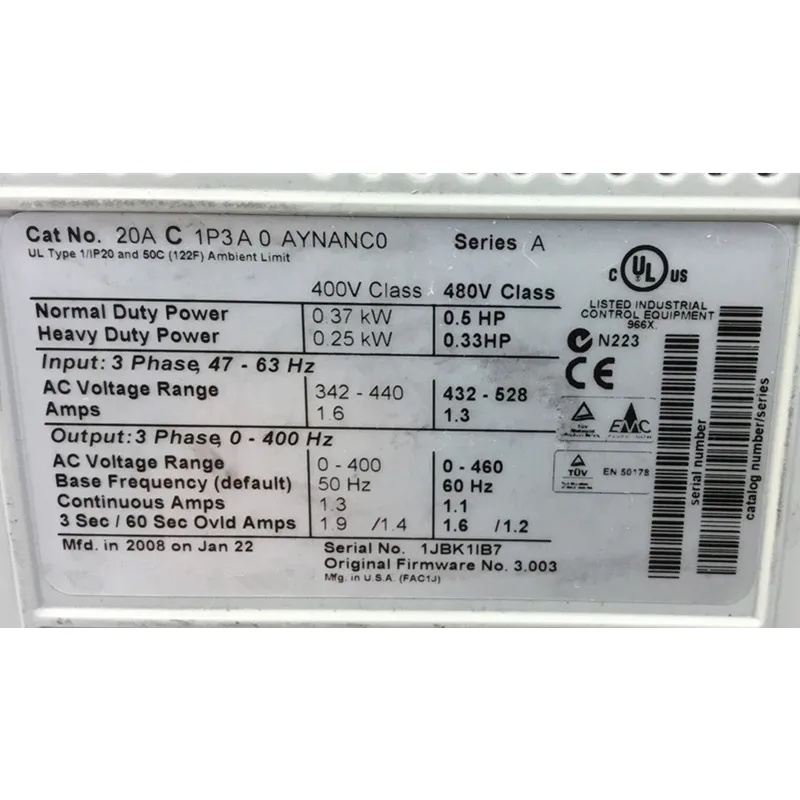 Cat No. 20A C 1P3 A 0 AYNANC0 Series A
UL Type 1/IP20 and 50C (122F) Ambient Limit
400V Class 480V Class
Normal Duty Power 0.37 kW 0.5 HP
Heavy Duty Power 0.25 kW 0.33HP
Input: 3 Phase, 47 - 63 Hz
AC Voltage Range 342 - 440 432 - 528
Amps 1.6 1.3
Output: 3 Phase, 0 - 400 Hz
AC Voltage Range 0 - 400 0 - 460
Base Frequency (default) 50 Hz 60 Hz
Continuous Amps 1.3 1.1
3 Sec / 60 Sec Ovld Amps 1.9 /1.4 1.6 /1.2
Mfd. in 2008 on Jan 22 Serial No. 1JBK1IB7
Original Firmware No. 3.003
Mfg. in U.S.A. (FAC1J)
C UL US
LISTED INDUSTRIAL
CONTROL EQUIPMENT
966X
N223
CE
EMC
TÜV EN 50178
serial number
catalog number/series